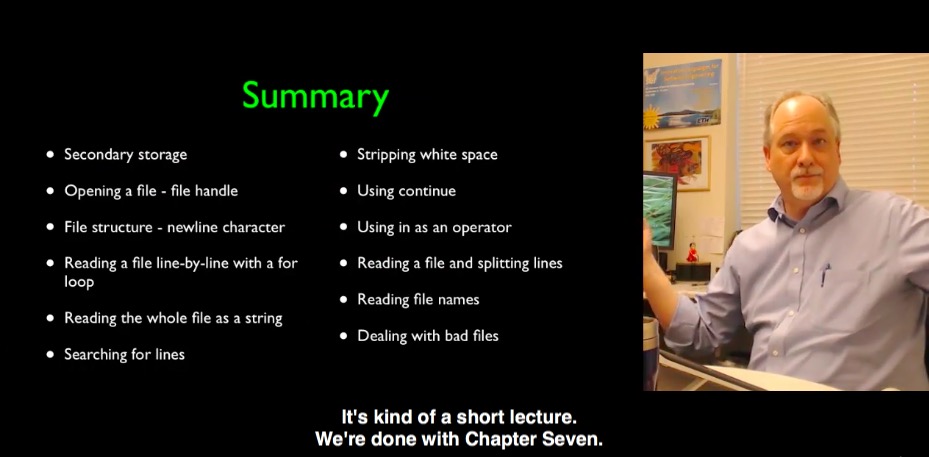 Summary
Secondary storage
Opening a file - file handle
File structure - newline character
Reading a file line-by-line with a for
loop
Reading the whole file as a string
Searching for lines
Stripping white space
Using continue
Using in as an operator
Reading a file and splitting lines
Reading file names
Dealing with bad files
It's kind of a short lecture.
We're done with Chapter Seven.